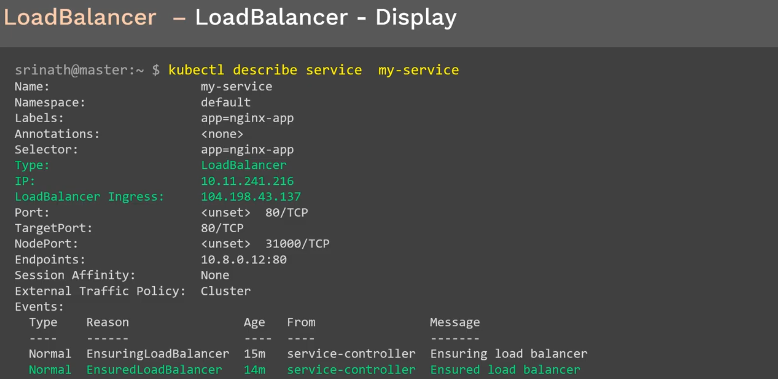 LoadBalancer – LoadBalancer - Display
srinath@master:~ $ kubectl describe service  my-service
Name:                     my-service
Namespace:                default
Labels:                   app=nginx-app
Annotations:              <none>
Selector:                 app=nginx-app
Type:                     LoadBalancer
IP:                       10.11.241.216
LoadBalancer Ingress:     104.198.43.137
Port:                     <unset>  80/TCP
TargetPort:               80/TCP
NodePort:                 <unset>  31000/TCP
Endpoints:                10.8.0.12:80
Session Affinity:         None
External Traffic Policy:  Cluster
Events:
  Type    Reason                Age   From                Message
  ----    ------                ----  ----                -------
  Normal  EnsuringLoadBalancer  15m   service-controller  Ensuring load balancer
  Normal  EnsuredLoadBalancer   14m   service-controller  Ensured load balancer